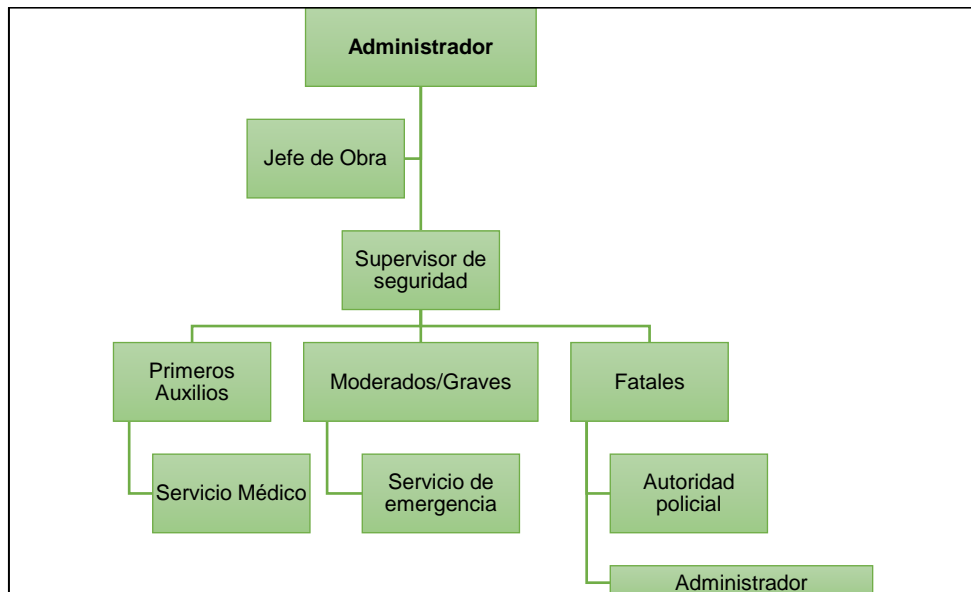 Administrador
Jefe de Obra
Supervisor de
seguridad
Primeros
Auxilios
Moderados/Graves
Fatales
Servicio Médico
Servicio de
emergencia
Autoridad
policial
Administrador